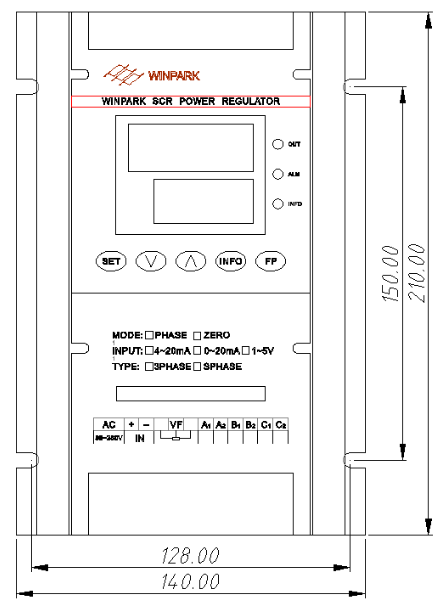 WINPARK
WINPARK SCR POWER REGULATOR
OUT
ALM
INFO
SET INFO FP
MODE: PHASE ZERO
INPUT: 4~20mA 0~20mA 1~5V
TYPE: 3PHASE SPHASE
AC + − VF A1 A2 B1 B2 C1 C2
IN
150.00
210.00
128.00
140.00